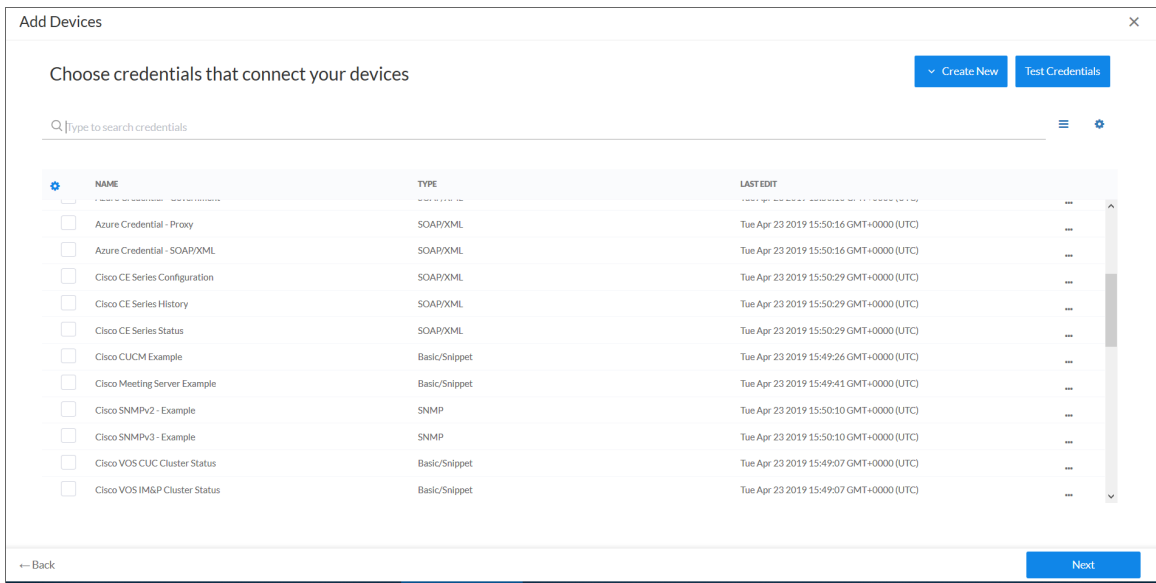 Add Devices
Choose credentials that connect your devices
Create New
Test Credentials
Type to search credentials
NAME TYPE LAST EDIT
Azure Credential - Proxy SOAP/XML Tue Apr 23 2019 15:50:16 GMT+0000 (UTC)
Azure Credential - SOAP/XML SOAP/XML Tue Apr 23 2019 15:50:16 GMT+0000 (UTC)
Cisco CE Series Configuration SOAP/XML Tue Apr 23 2019 15:50:29 GMT+0000 (UTC)
Cisco CE Series History SOAP/XML Tue Apr 23 2019 15:50:29 GMT+0000 (UTC)
Cisco CE Series Status SOAP/XML Tue Apr 23 2019 15:50:29 GMT+0000 (UTC)
Cisco CUCM Example Basic/Snippet Tue Apr 23 2019 15:49:26 GMT+0000 (UTC)
Cisco Meeting Server Example Basic/Snippet Tue Apr 23 2019 15:49:41 GMT+0000 (UTC)
Cisco SNMPv2 - Example SNMP Tue Apr 23 2019 15:50:10 GMT+0000 (UTC)
Cisco SNMPv3 - Example SNMP Tue Apr 23 2019 15:50:10 GMT+0000 (UTC)
Cisco VOS CUC Cluster Status Basic/Snippet Tue Apr 23 2019 15:49:07 GMT+0000 (UTC)
Cisco VOS IM&P Cluster Status Basic/Snippet Tue Apr 23 2019 15:49:07 GMT+0000 (UTC)
←Back
Next